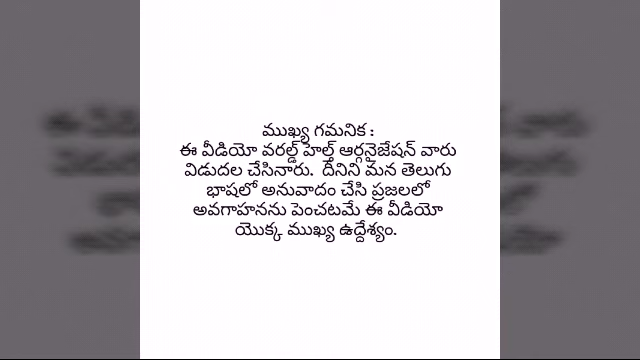 ముఖ్య గమనిక :
ఈ వీడియో వరల్డ్ హెల్త్ ఆర్గనైజేషన్ వారు
విడుదల చేసినారు. దీనిని మన తెలుగు
భాషలో అనువాదం చేసి ప్రజలలో
అవగాహనను పెంచటమే ఈ వీడియో
యొక్క ముఖ్య ఉద్దేశ్యం.